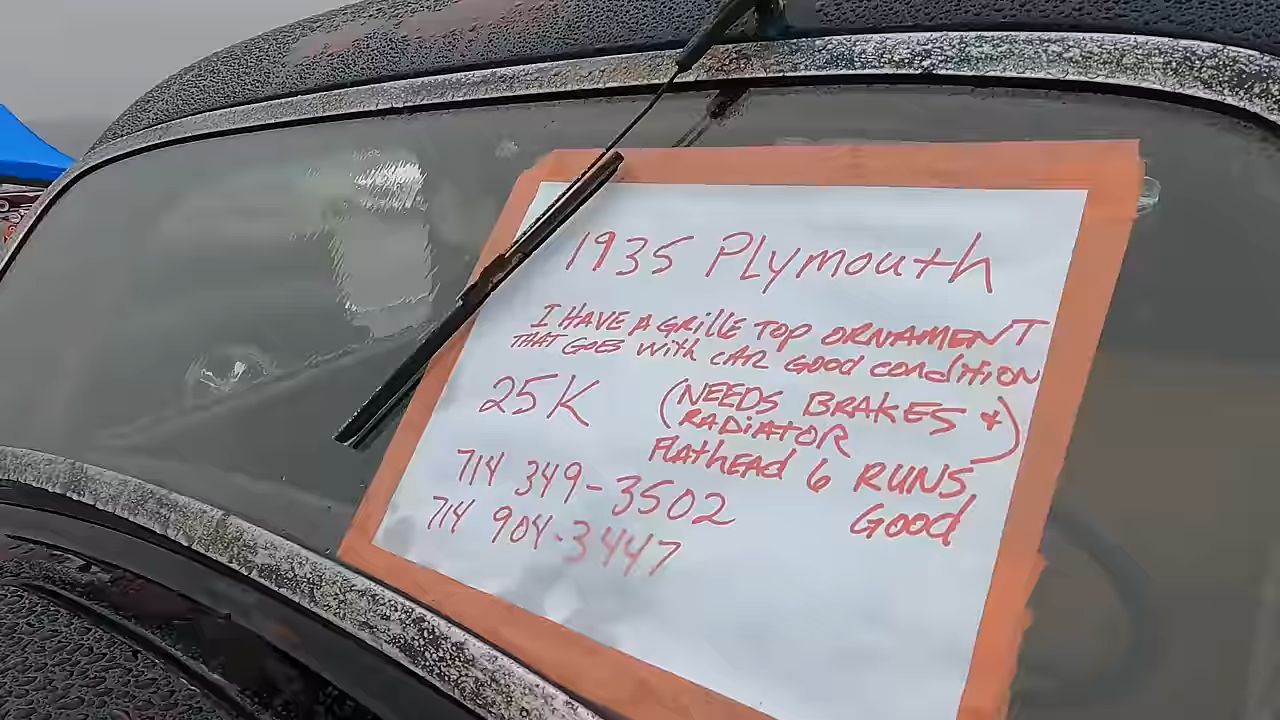 1935 Plymouth
I HAVE A GRillE TOP ORNAMENT
THAT GOES with CAR GOOD condition
25K (NEEDS BRAKES &
RADIATOR)
FlAthEAD 6 RUNS,
Good
714 349-3502
714 904-3447